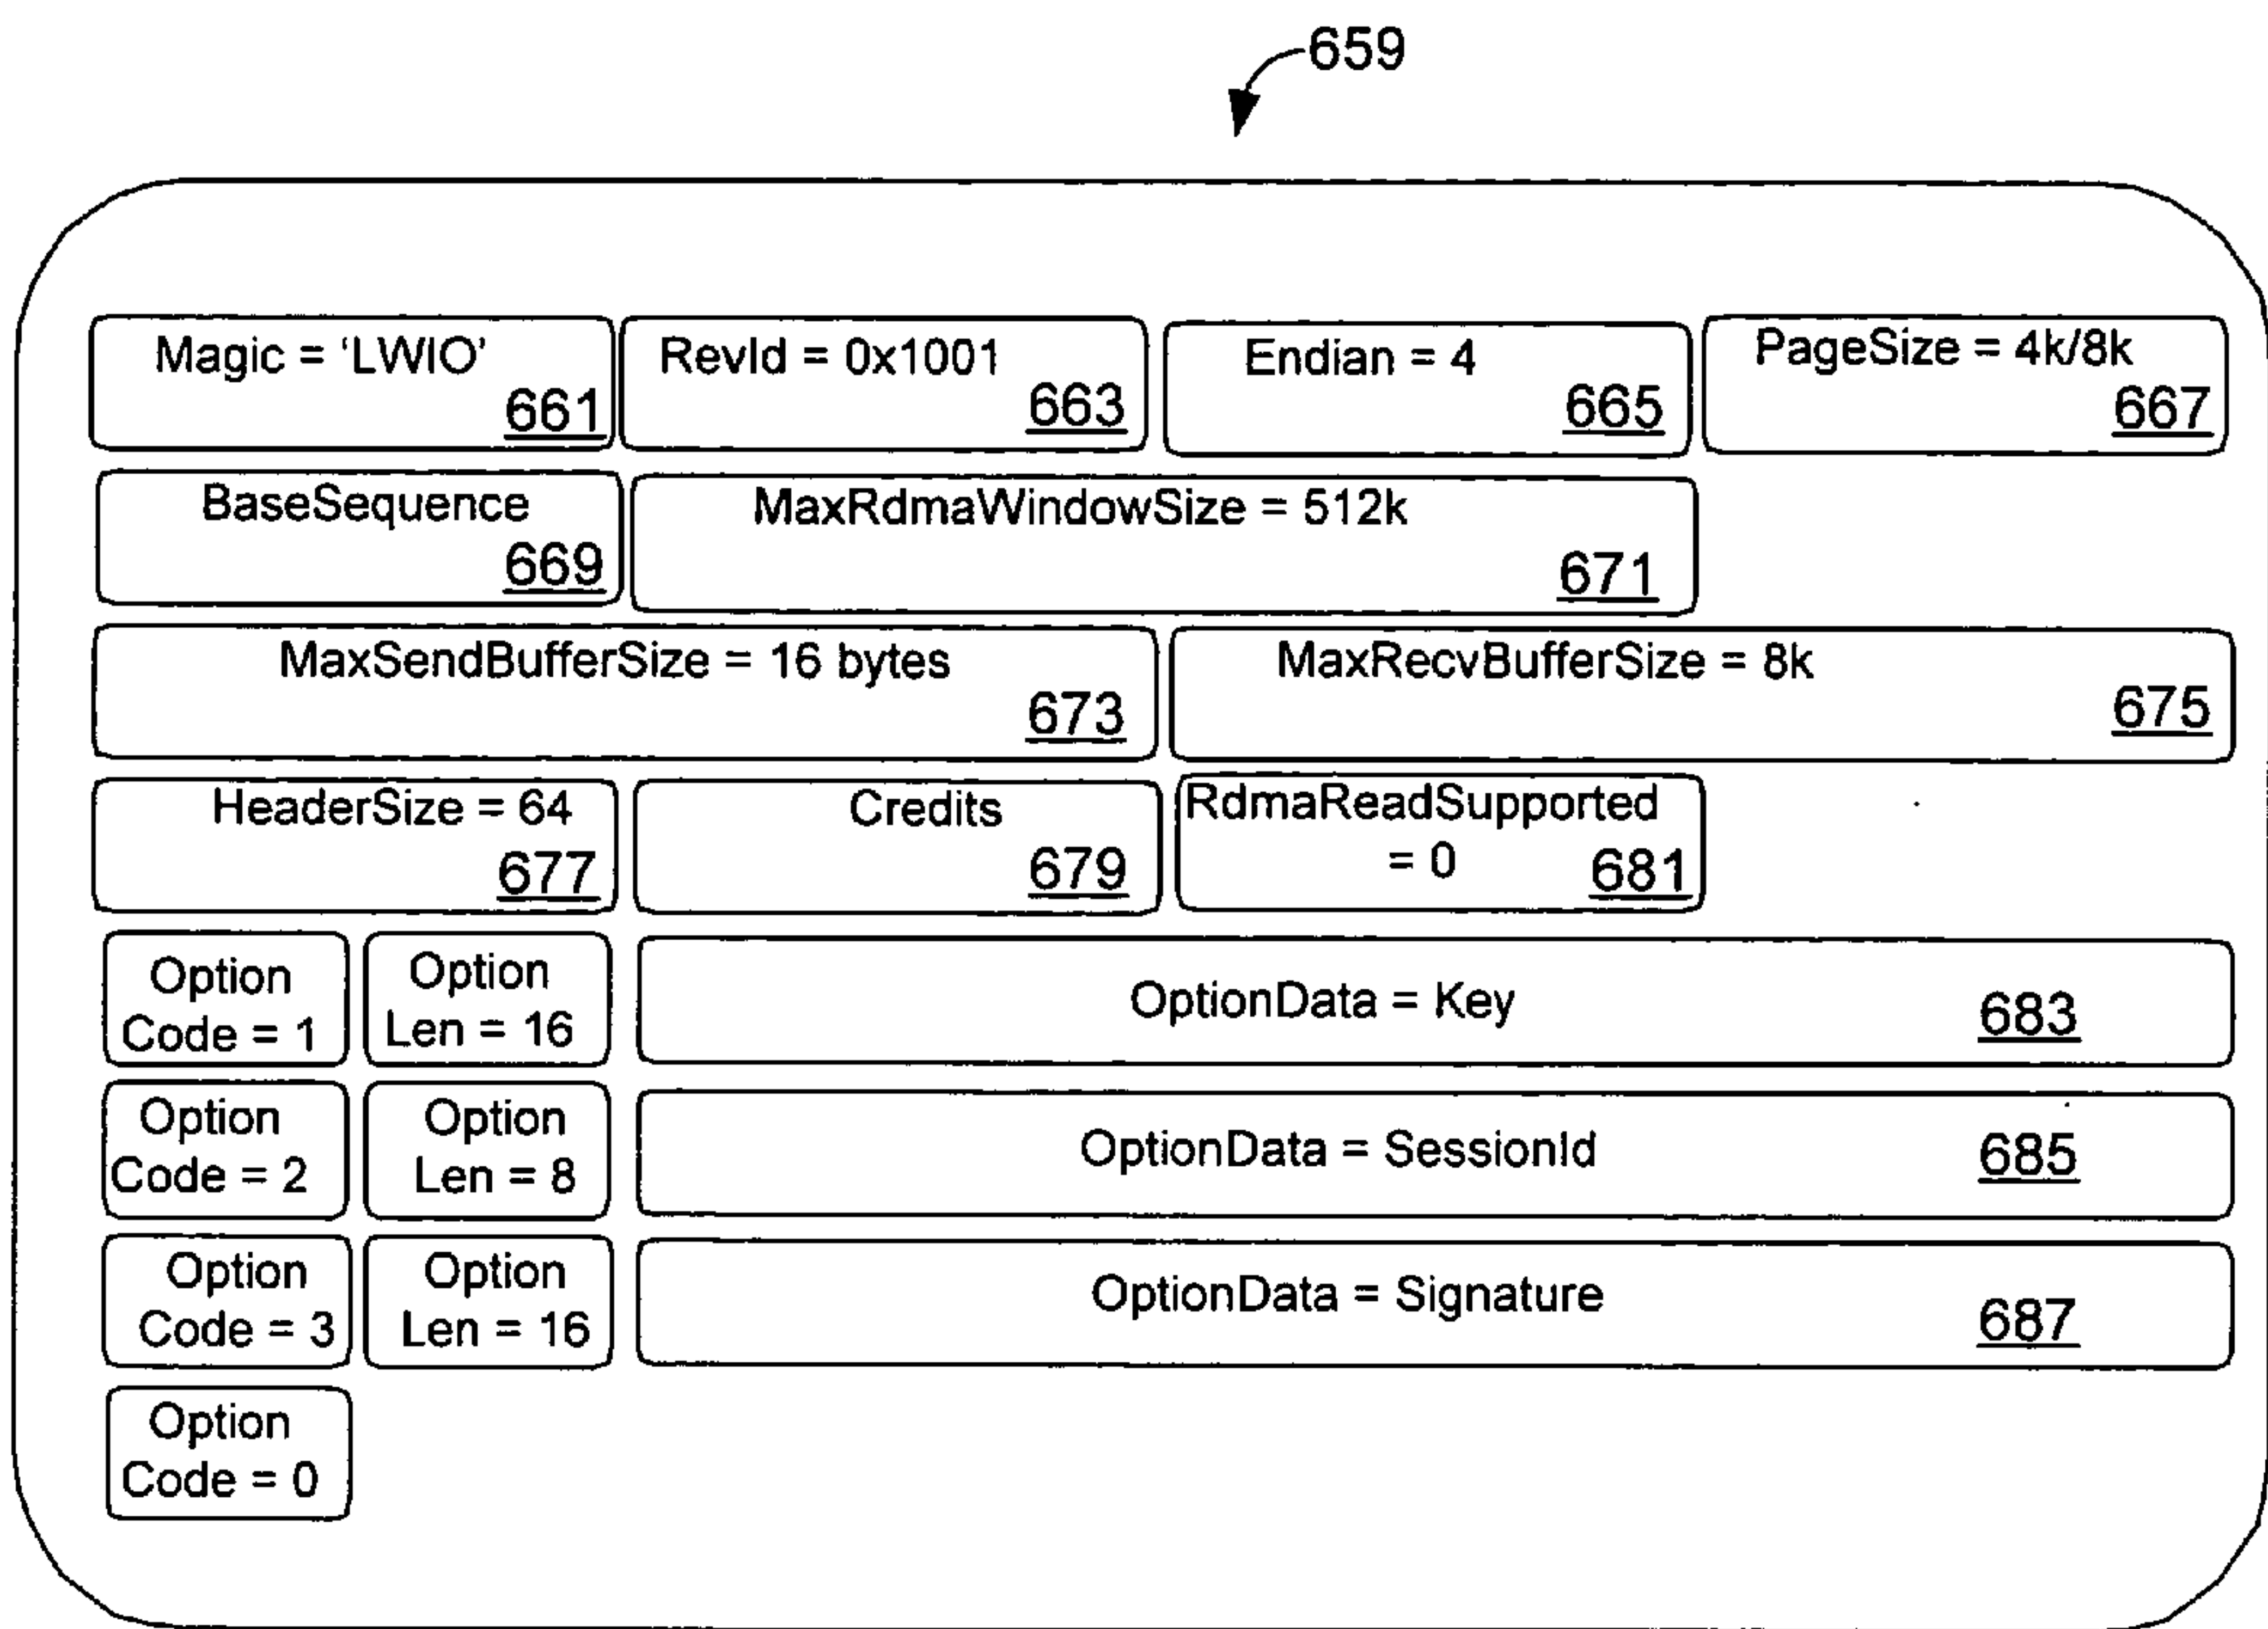 659
Magic = 'LWIO'
661
RevId = 0x1001
663
Endian = 4
665
PageSize = 4k/8k
667
BaseSequence
669
MaxRdmaWindowSize = 512k
671
MaxSendBufferSize = 16 bytes
673
MaxRecvBufferSize = 8k
675
HeaderSize = 64
677
Credits
679
RdmaReadSupported
= 0
681
Option
Code = 1
Option
Len = 16
OptionData = Key
683
Option
Code = 2
Option
Len = 8
OptionData = SessionId
685
Option
Code = 3
Option
Len = 16
OptionData = Signature
687
Option
Code = 0